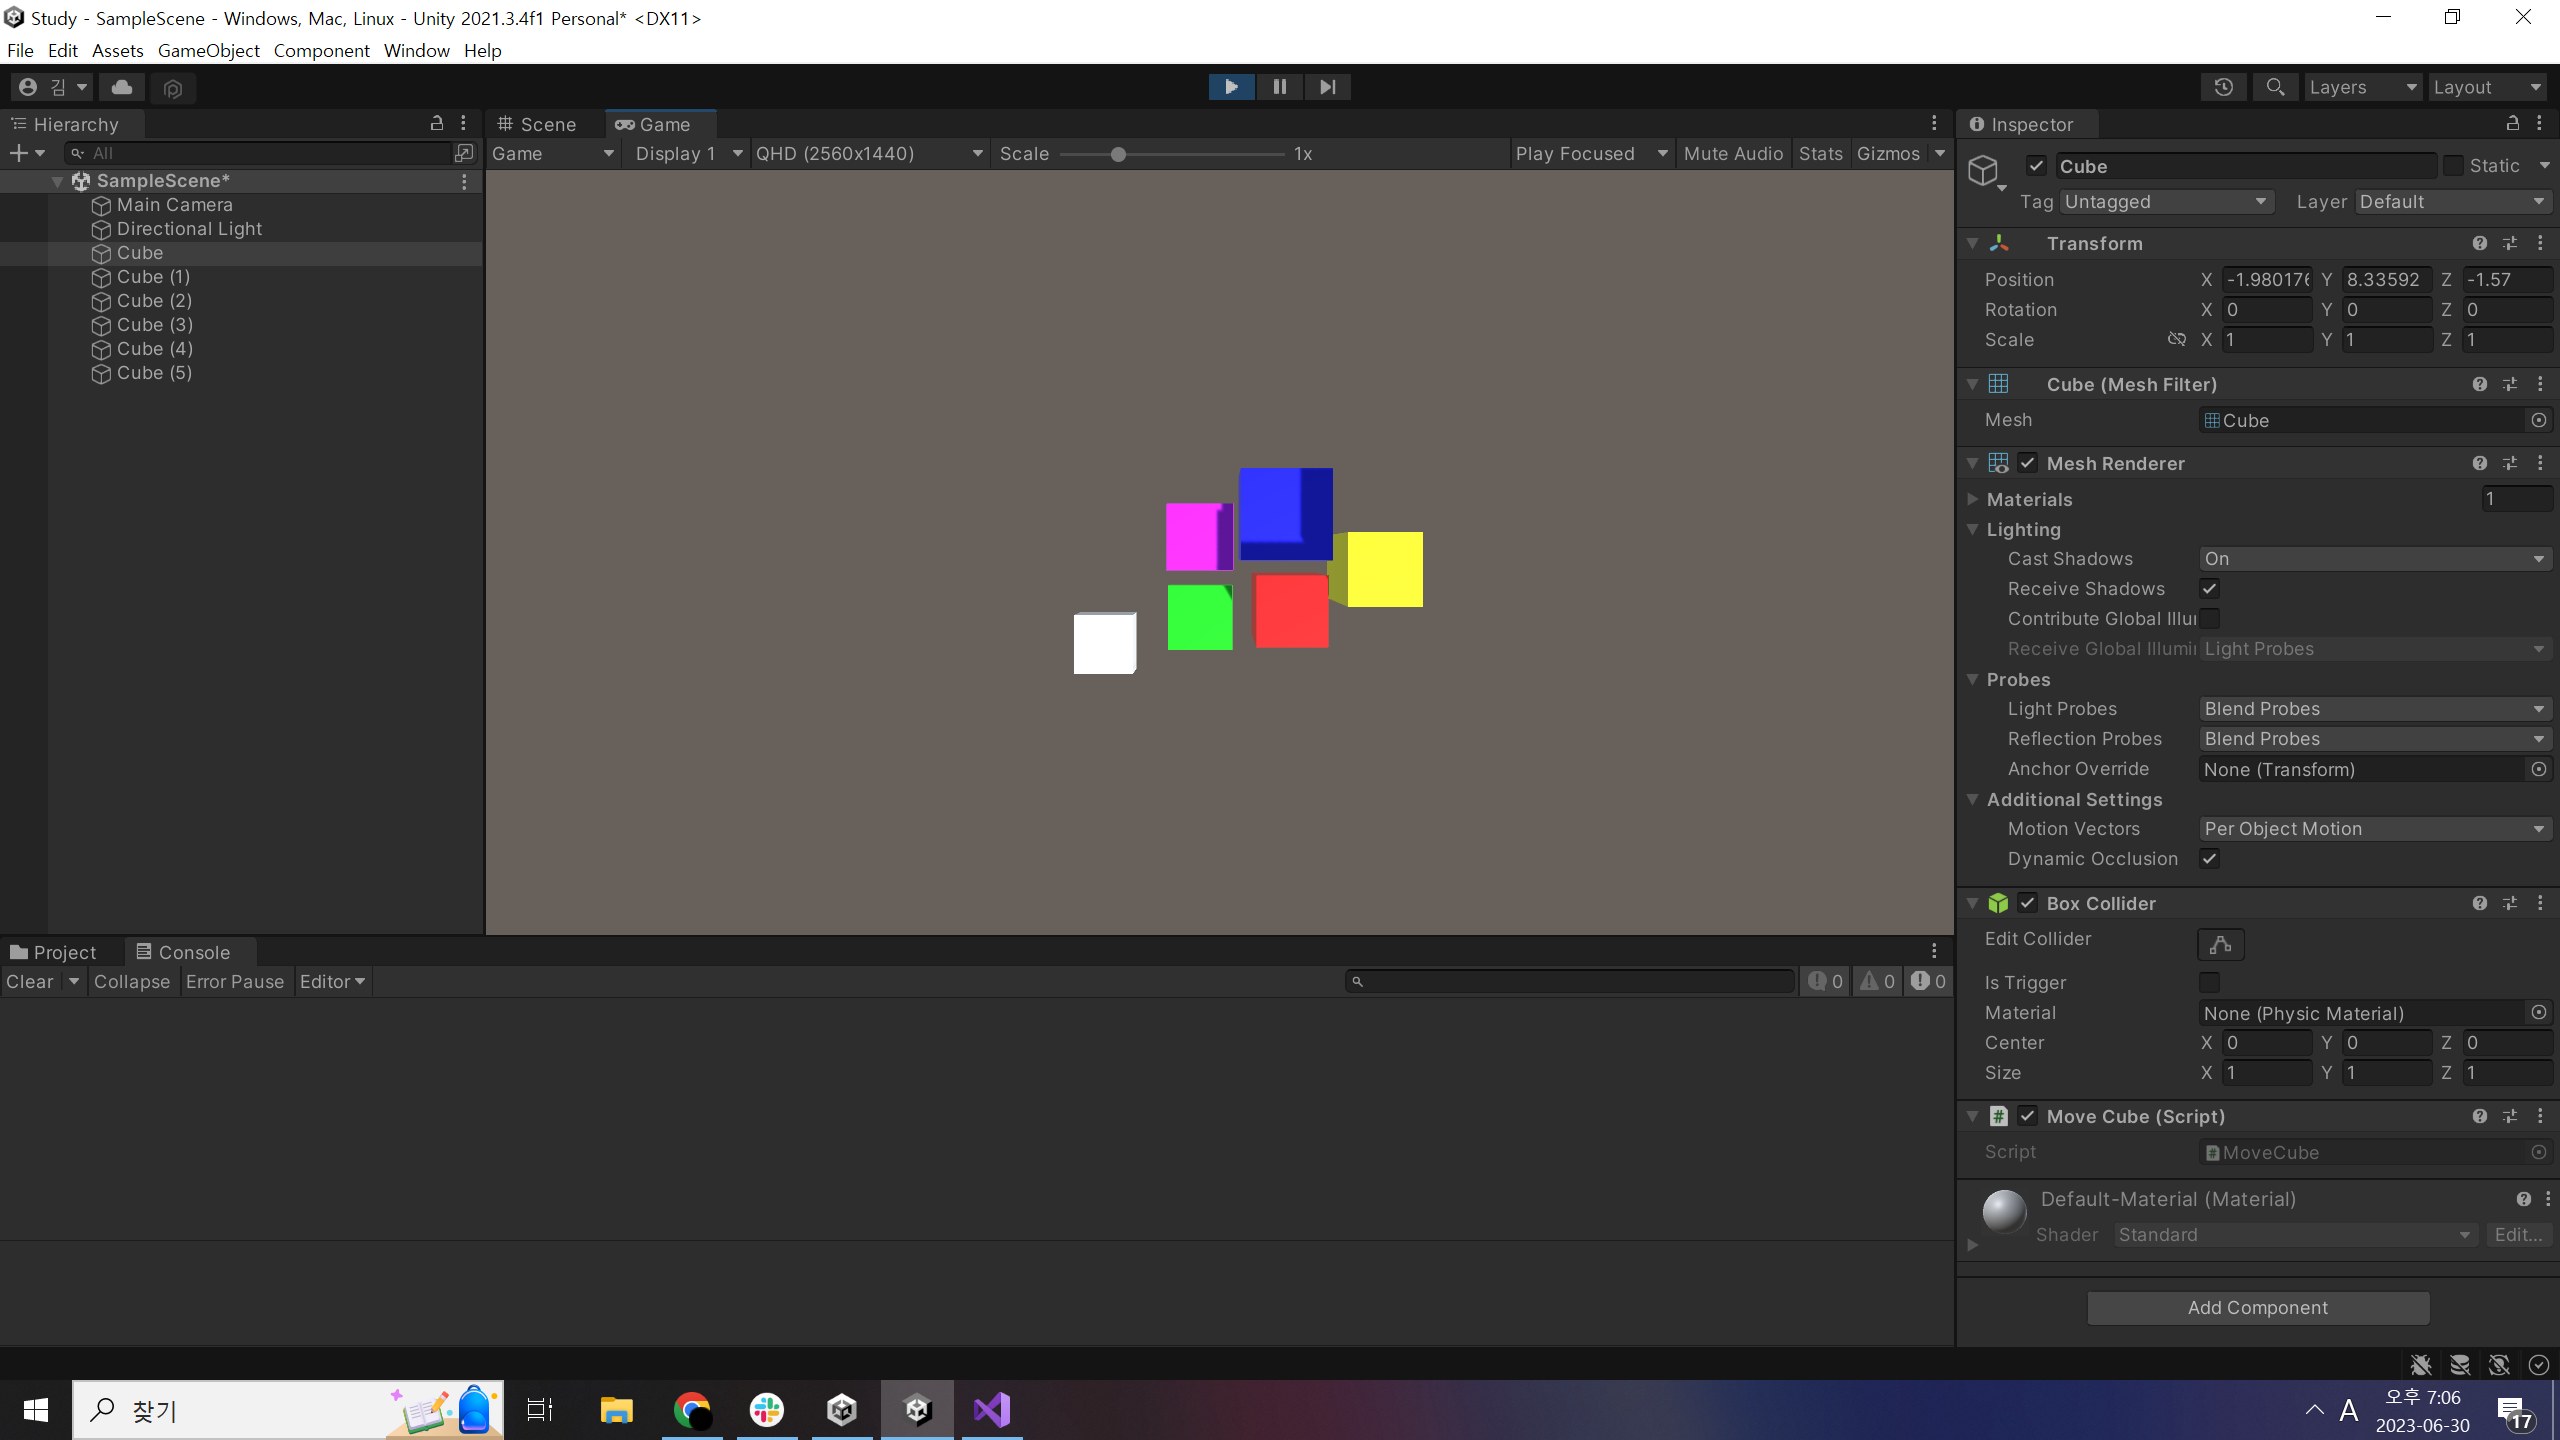 Study - SampleScene - Windows, Mac, Linux - Unity 2021.3.4f1 Personal* <DX11>
File Edit Assets GameObject Component Window Help
김
Layers Layout
Hierarchy
All
SampleScene*
Main Camera
Directional Light
Cube
Cube (1)
Cube (2)
Cube (3)
Cube (4)
Cube (5)
Scene Game
Game Display 1 QHD (2560x1440) Scale 1x Play Focused Mute Audio Stats Gizmos
Inspector
Cube Static
Tag Untagged Layer Default
Transform
Position X -1.980176 Y 8.33592 Z -1.57
Rotation X 0 Y 0 Z 0
Scale X 1 Y 1 Z 1
Cube (Mesh Filter)
Mesh Cube
Mesh Renderer
Materials 1
Lighting
Cast Shadows On
Receive Shadows
Contribute Global Illui
Receive Global Illumii Light Probes
Probes
Light Probes Blend Probes
Reflection Probes Blend Probes
Anchor Override None (Transform)
Additional Settings
Motion Vectors Per Object Motion
Dynamic Occlusion
Box Collider
Edit Collider
Is Trigger
Material None (Physic Material)
Center X 0 Y 0 Z 0
Size X 1 Y 1 Z 1
# Move Cube (Script)
Script # MoveCube
Default-Material (Material)
Shader Standard Edit...
Add Component
Project Console
Clear Collapse Error Pause Editor 0 0 0
찾기
A 오후 7:06
2023-06-30
17